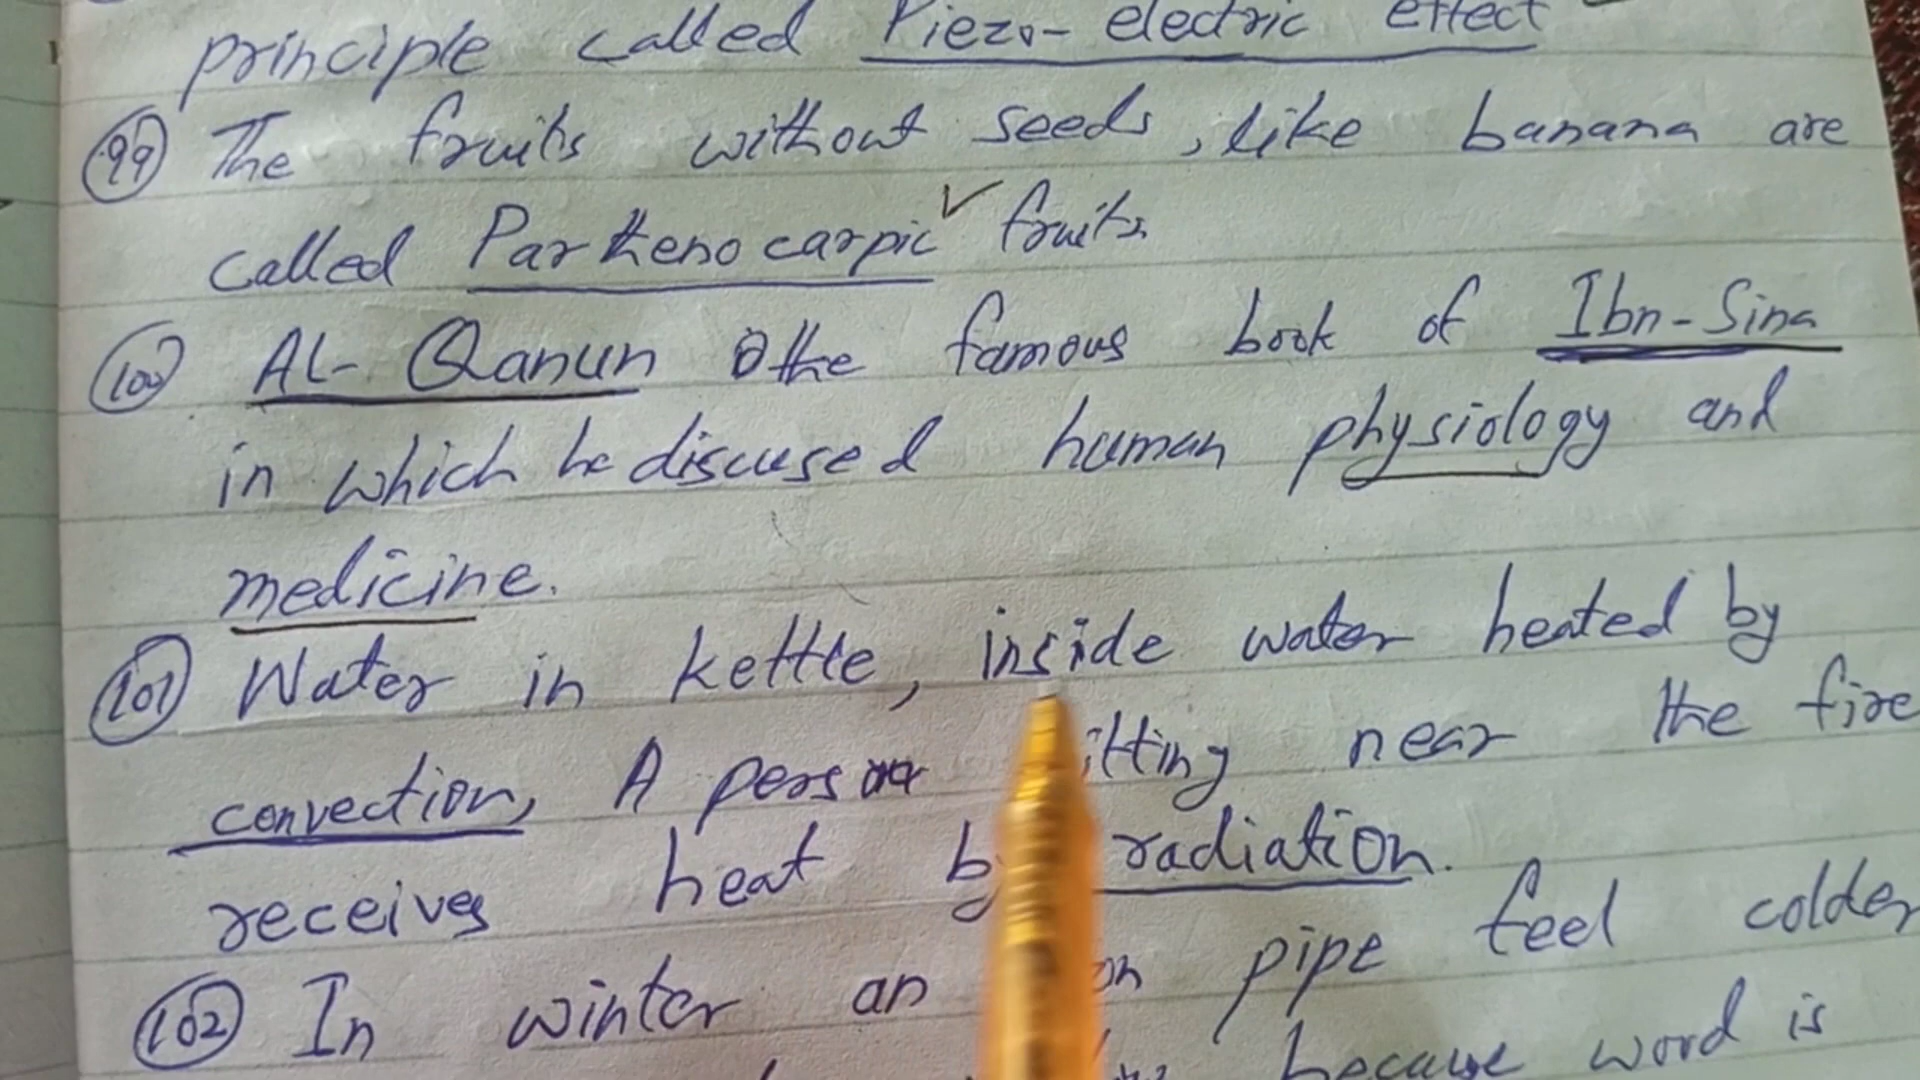 principle called Piezo-electric effect
99 The fruits without seeds, like banana are
called Parthenocarpic fruits.
100 AL-Qanun the famous book of Ibn-Sina
in which he discused human physiology and
medicine.
101 Water in kettle, inside water heated by
convection, A person itting near the fire
receives heat by radiation.
102 In winter an on pipe feel colder
because word is